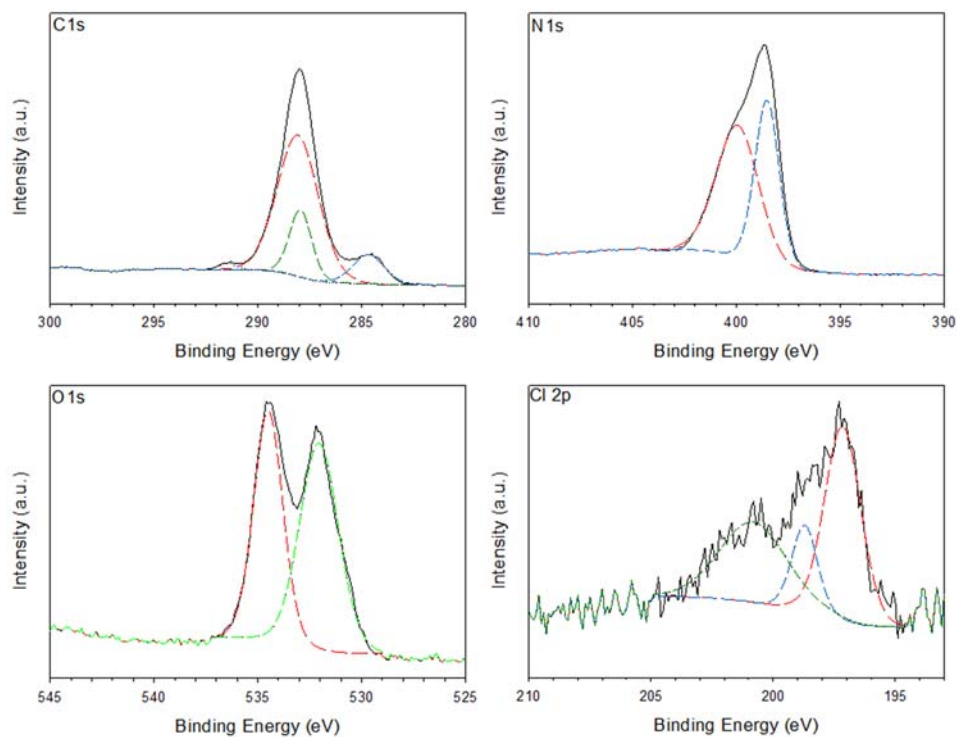 C1s
Intensity (a.u.)
300 295 290 285 280
Binding Energy (eV)
N1s
Intensity (a.u.)
410 405 400 395 390
Binding Energy (eV)
O1s
Intensity (a.u.)
545 540 535 530 525
Binding Energy (eV)
Cl 2p
Intensity (a.u.)
210 205 200 195
Binding Energy (eV)